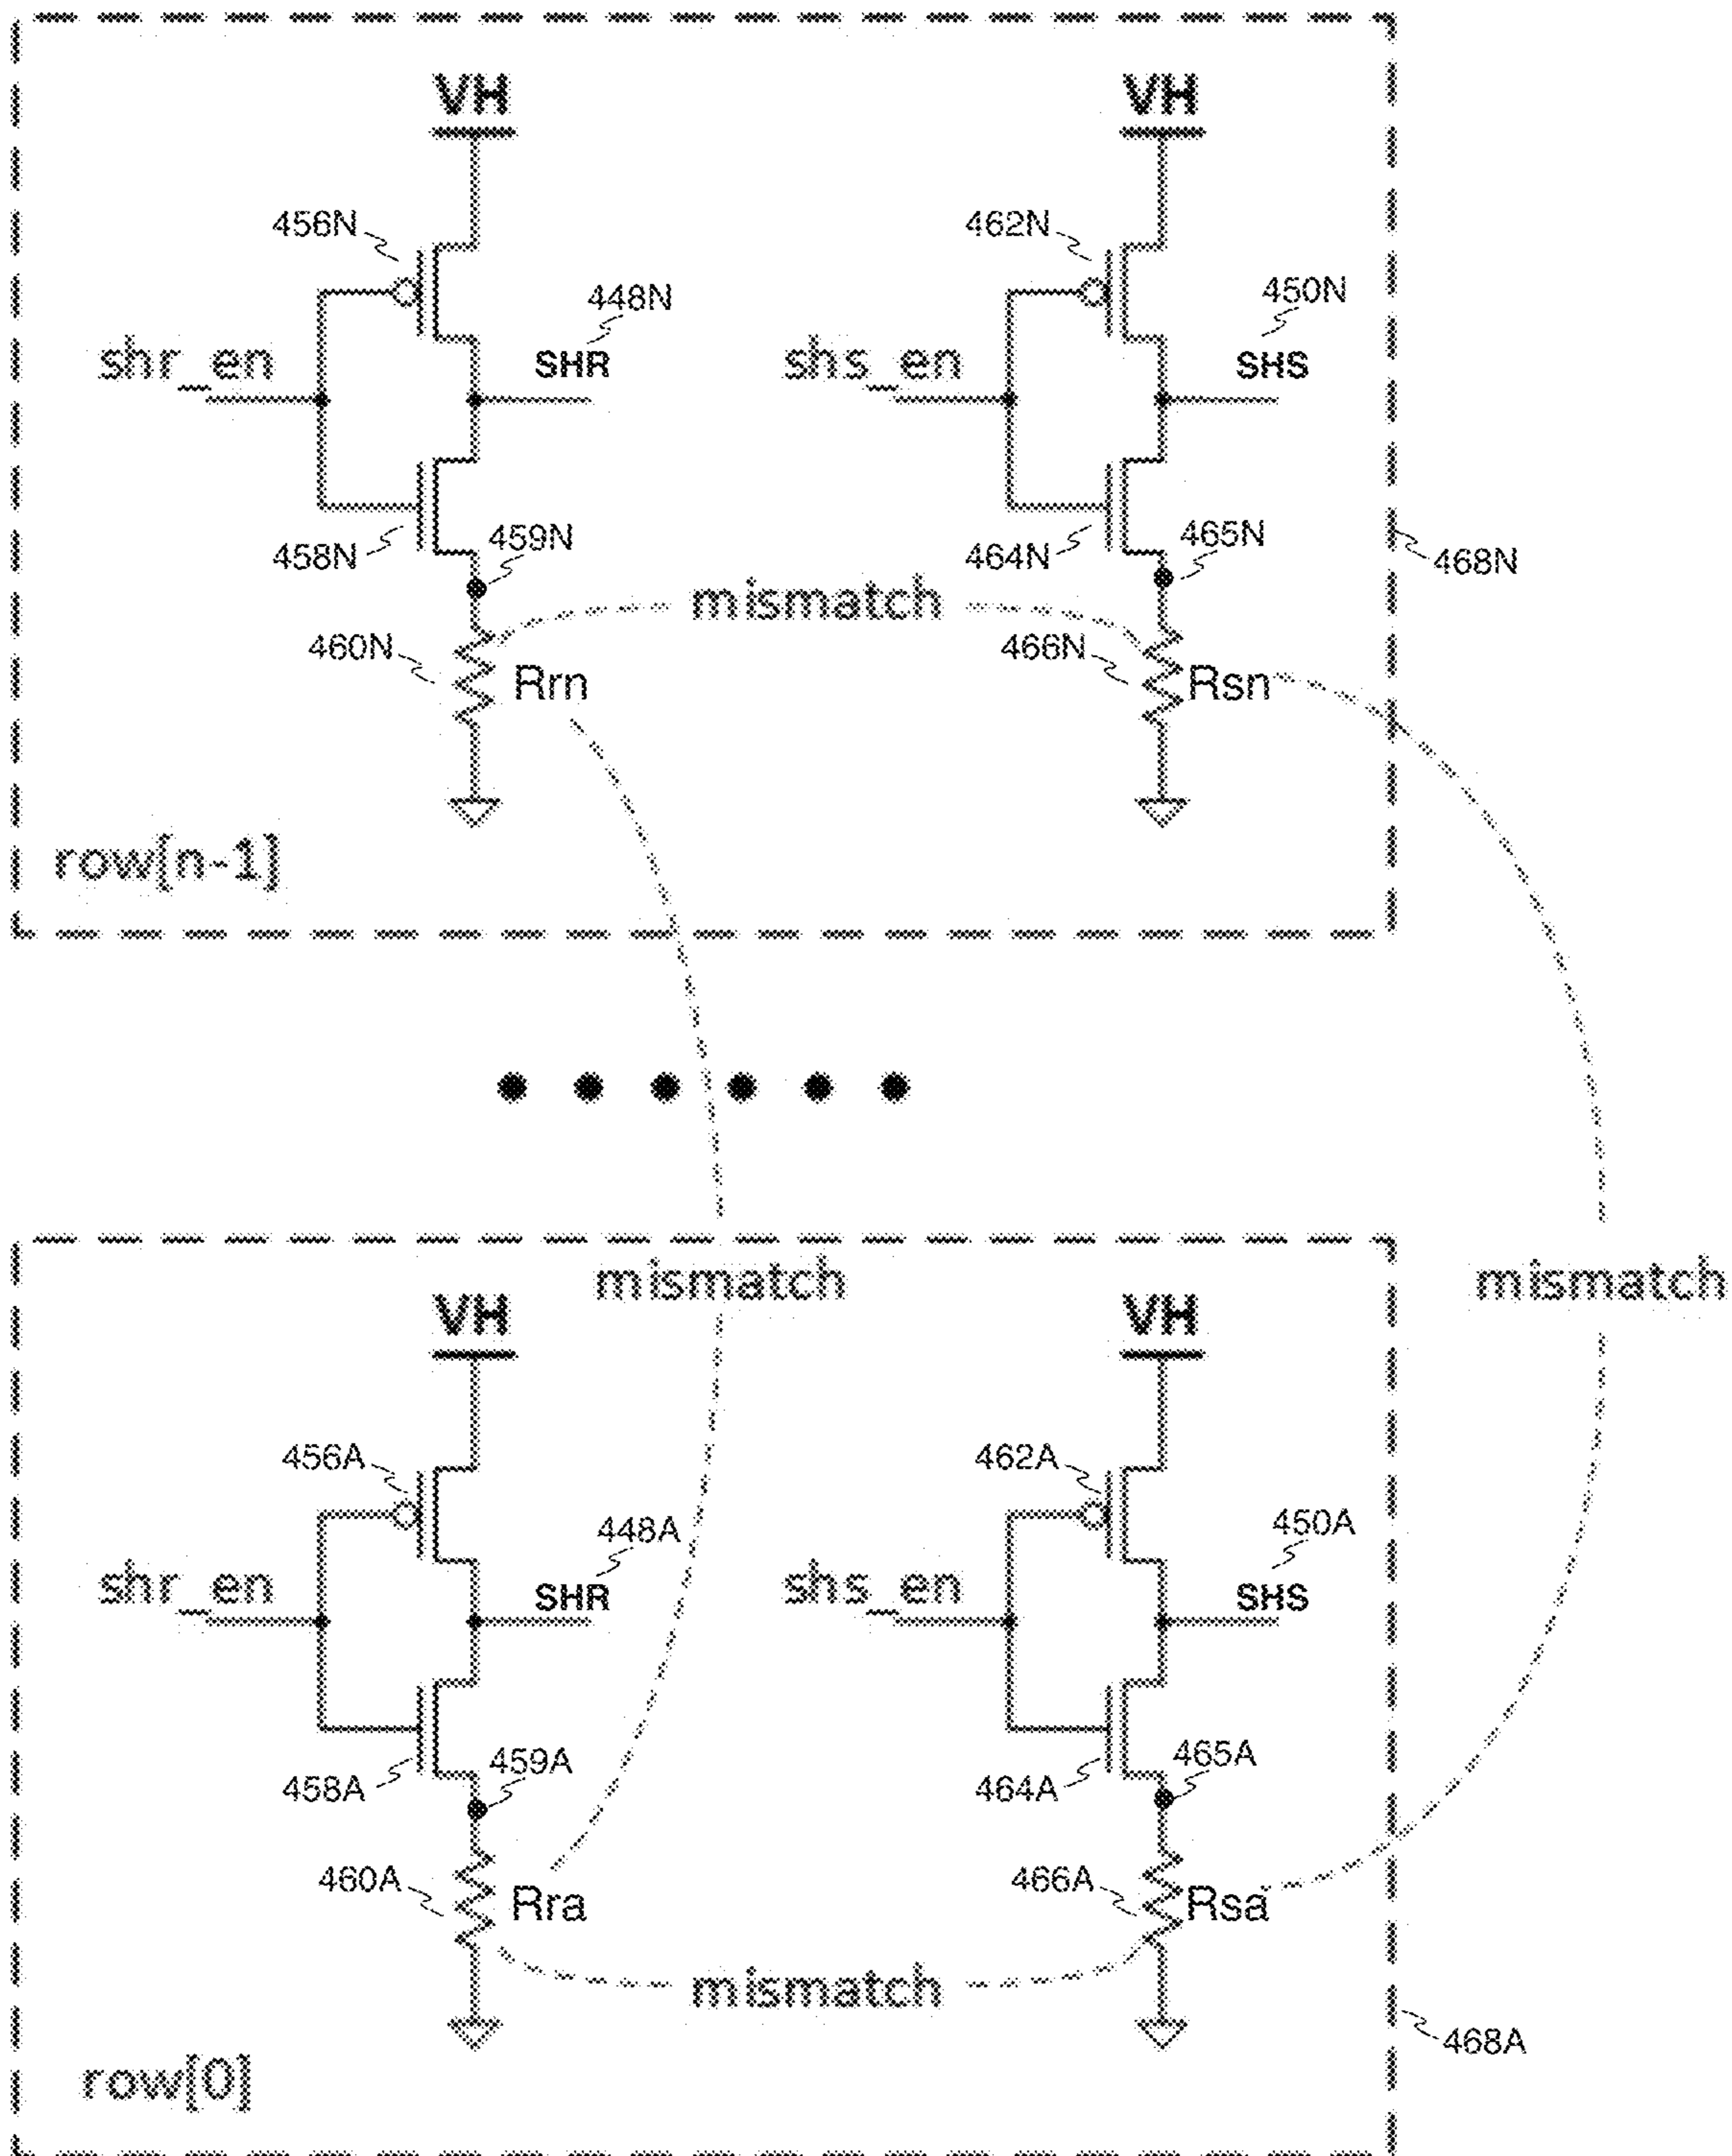 VH VH
456N 462N
448N 450N
shr_en SHR shs_en SHS
458N 459N 464N 465N 468N
mismatch
460N Rrn 466N Rsn
row[n-1]
mismatch mismatch
VH VH
456A 462A
448A 450A
shr_en SHR shs_en SHS
458A 459A 464A 465A
460A Rra 466A Rsa
mismatch
468A
row[0]